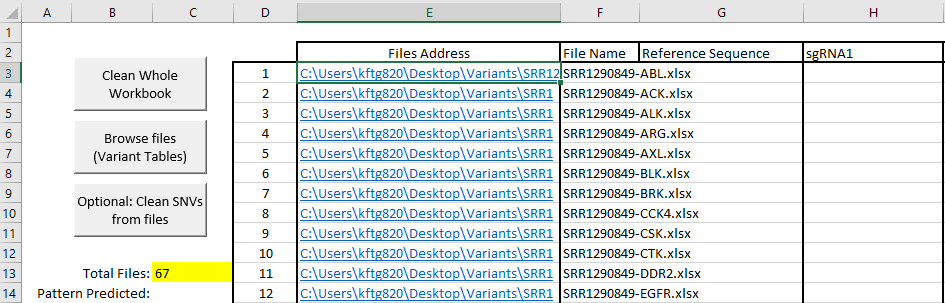 A B C D E F G H
1
2 Files Address File Name Reference Sequence sgRNA1
3 Clean Whole Workbook 1 C:\Users\kftg820\Desktop\Variants\SRR12 SRR1290849-ABL.xlsx
4 2 C:\Users\kftg820\Desktop\Variants\SRR1 SRR1290849-ACK.xlsx
5 3 C:\Users\kftg820\Desktop\Variants\SRR1 SRR1290849-ALK.xlsx
6 Browse files (Variant Tables) 4 C:\Users\kftg820\Desktop\Variants\SRR1 SRR1290849-ARG.xlsx
7 5 C:\Users\kftg820\Desktop\Variants\SRR1 SRR1290849-AXL.xlsx
8 6 C:\Users\kftg820\Desktop\Variants\SRR1 SRR1290849-BLK.xlsx
9 Optional: Clean SNVs from files 7 C:\Users\kftg820\Desktop\Variants\SRR1 SRR1290849-BRK.xlsx
10 8 C:\Users\kftg820\Desktop\Variants\SRR1 SRR1290849-CCK4.xlsx
11 9 C:\Users\kftg820\Desktop\Variants\SRR1 SRR1290849-CSK.xlsx
12 10 C:\Users\kftg820\Desktop\Variants\SRR1 SRR1290849-CTK.xlsx
13 Total Files: 67 11 C:\Users\kftg820\Desktop\Variants\SRR1 SRR1290849-DDR2.xlsx
14 Pattern Predicted: 12 C:\Users\kftg820\Desktop\Variants\SRR1 SRR1290849-EGFR.xlsx